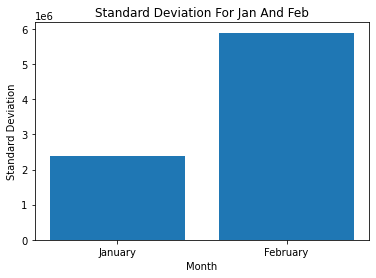 Standard Deviation For Jan And Feb
1e6
6
5
4
3
2
1
0
Standard Deviation
January February
Month